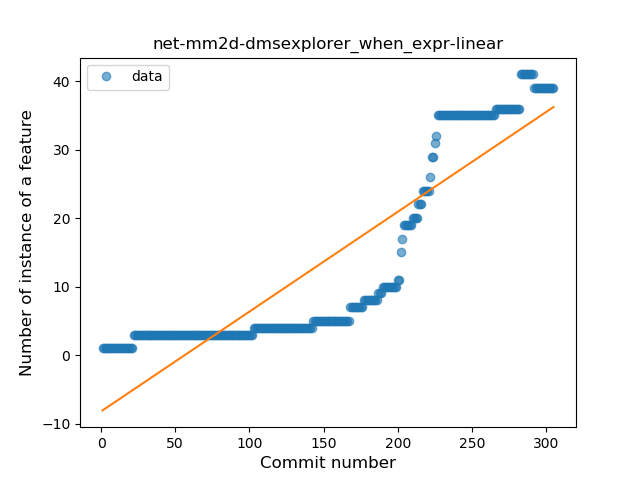 net-mm2d-dmsexplorer_when_expr-linear
data
Number of instance of a feature
40
30
20
10
0
−10
0 50 100 150 200 250 300
Commit number